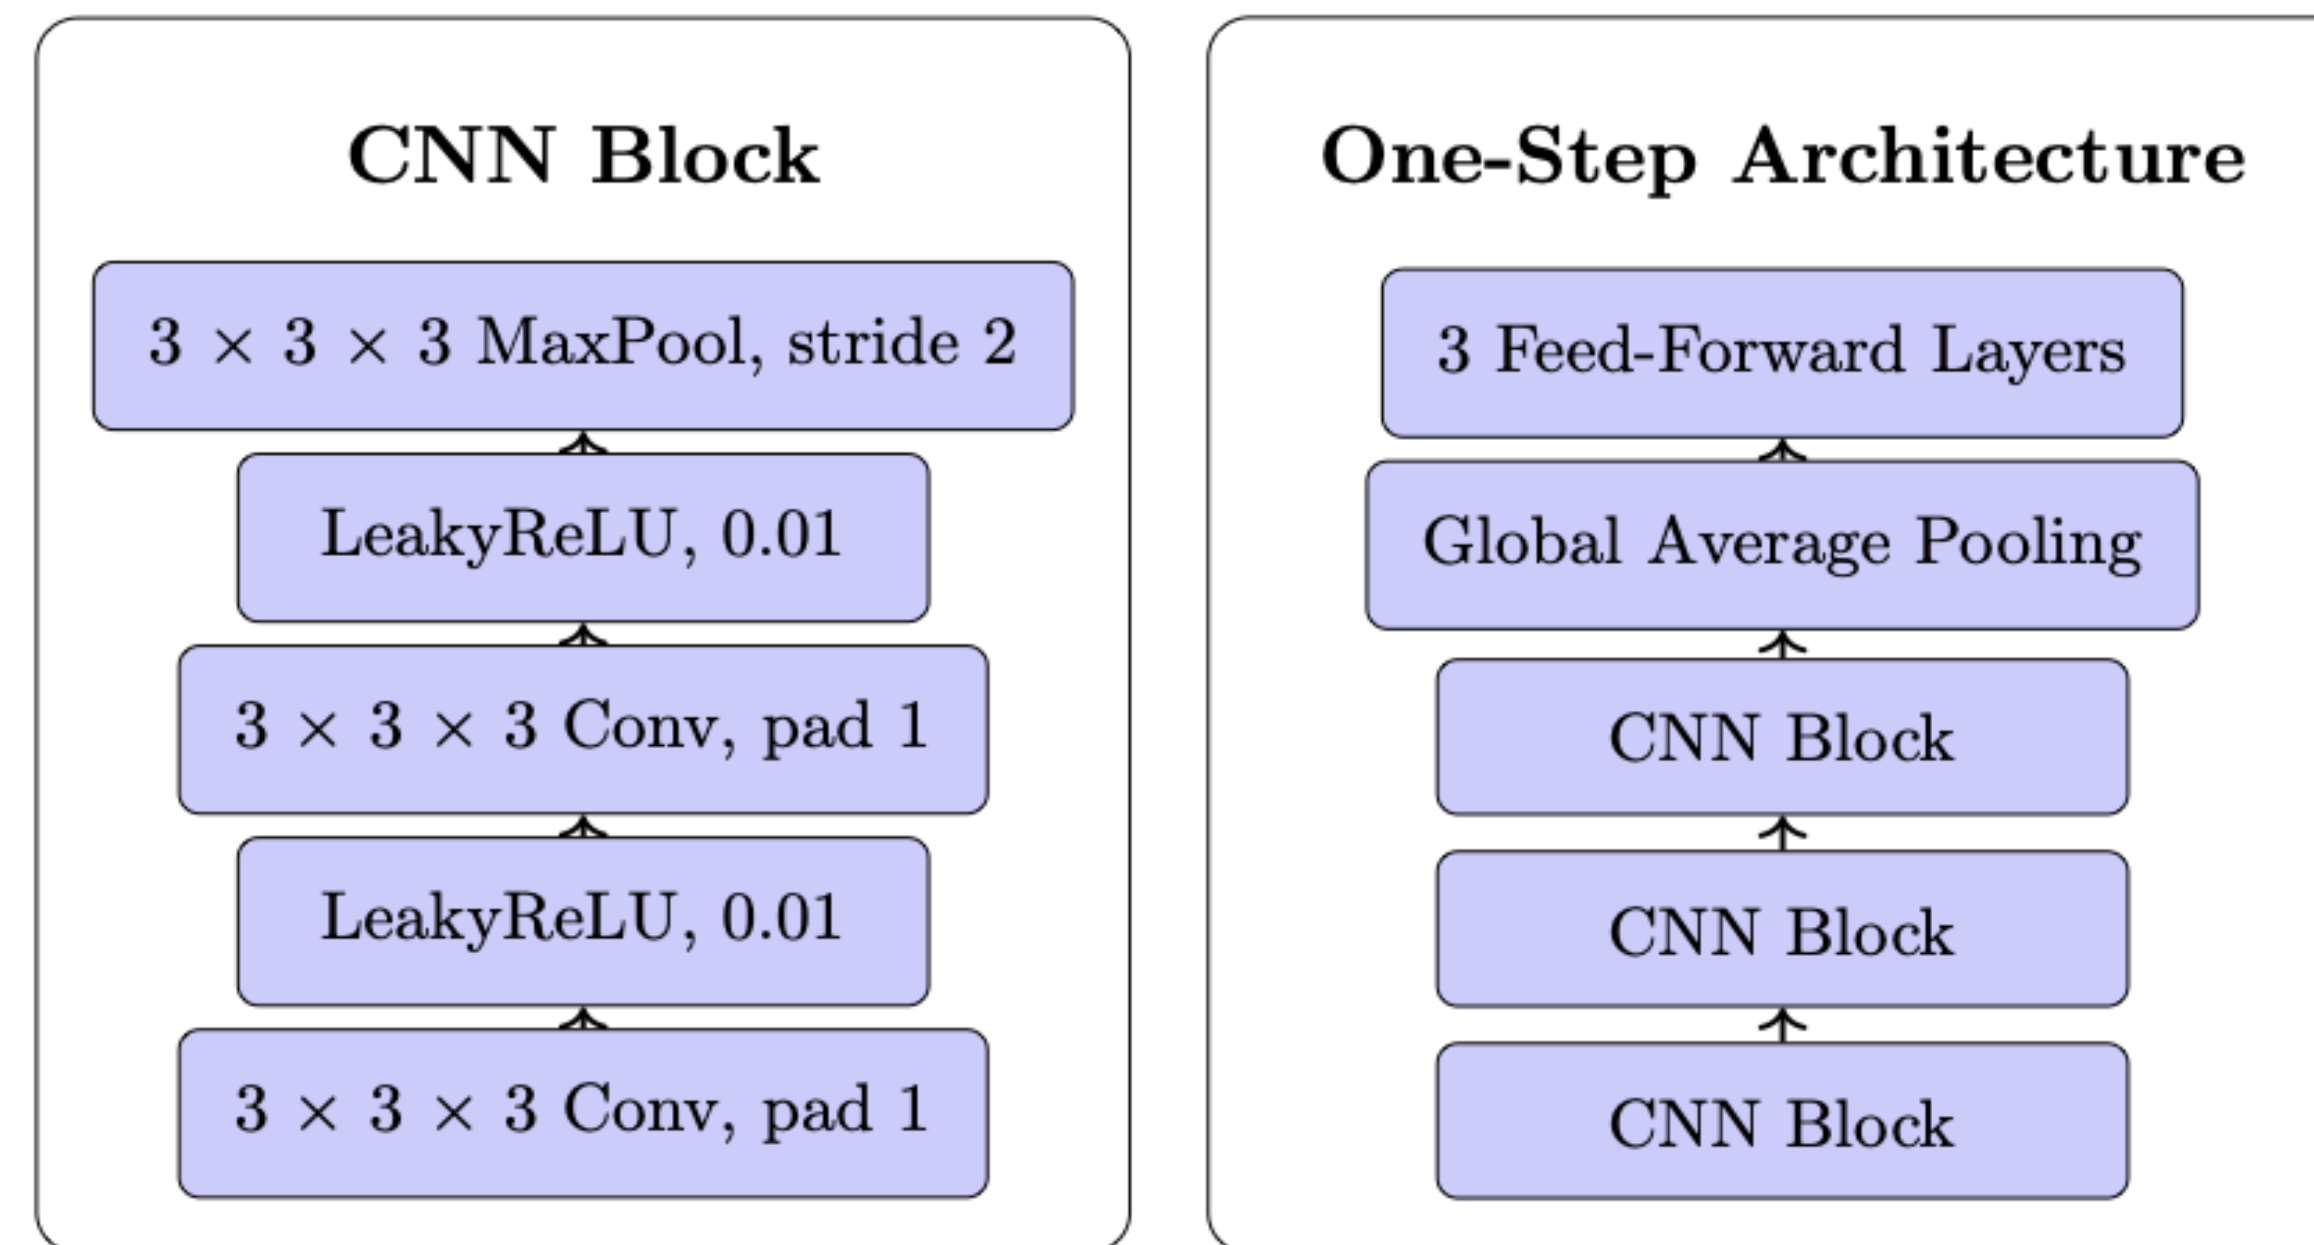 CNN Block
3 × 3 × 3 MaxPool, stride 2
LeakyReLU, 0.01
3 × 3 × 3 Conv, pad 1
LeakyReLU, 0.01
3 × 3 × 3 Conv, pad 1
One-Step Architecture
3 Feed-Forward Layers
Global Average Pooling
CNN Block
CNN Block
CNN Block